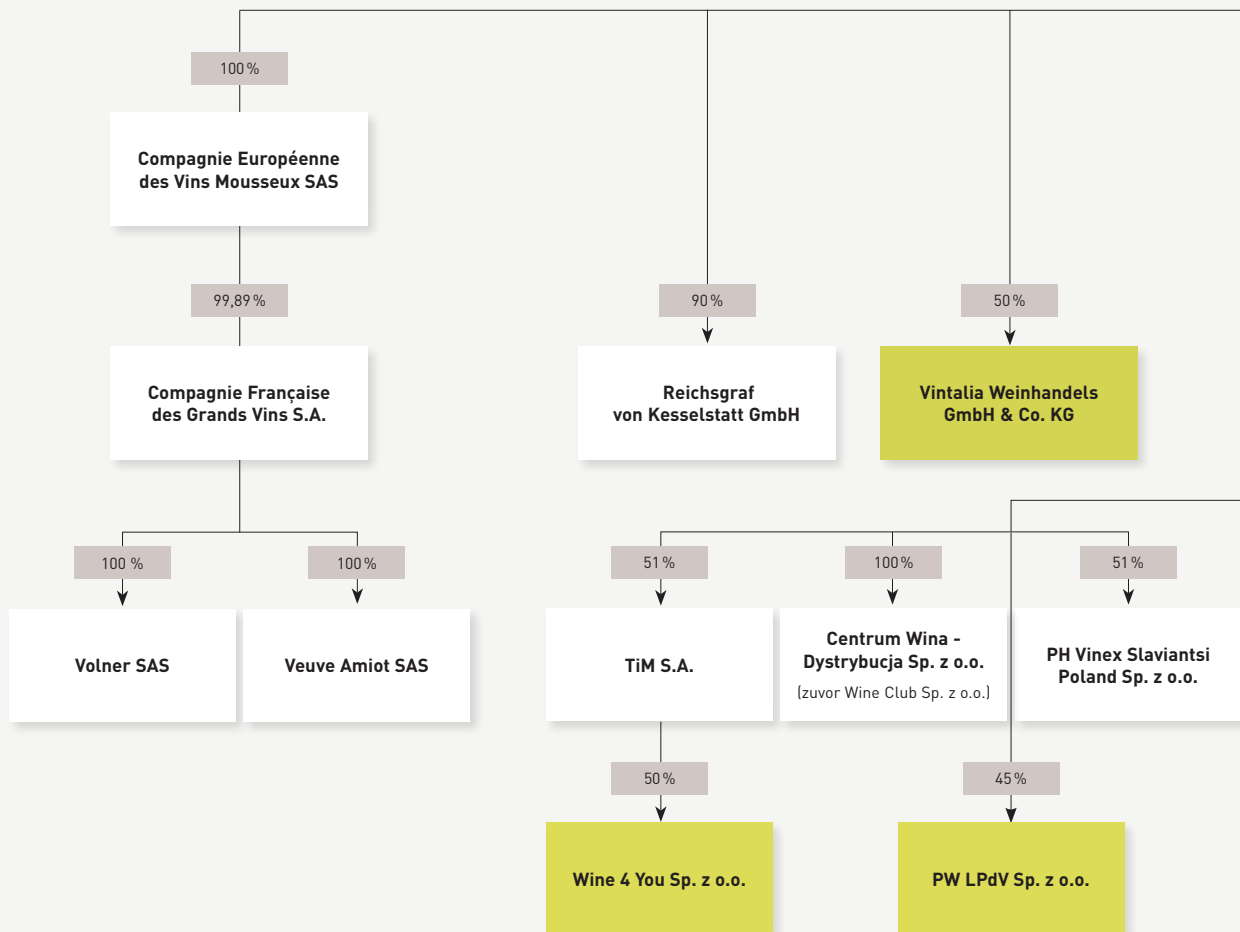 100 %
Compagnie Européenne
des Vins Mousseux SAS
99,89 %
90 %
50 %
Compagnie Française
des Grands Vins S.A.
Reichsgraf
von Kesselstatt GmbH
Vintalia Weinhandels
GmbH & Co. KG
100 %
100 %
51 %
100 %
51 %
Volner SAS
Veuve Amiot SAS
TiM S.A.
Centrum Wina -
Dystrybucja Sp. z o.o.
(zuvor Wine Club Sp. z o.o.)
PH Vinex Slaviantsi
Poland Sp. z o.o.
50 %
45 %
Wine 4 You Sp. z o.o.
PW LPdV Sp. z o.o.